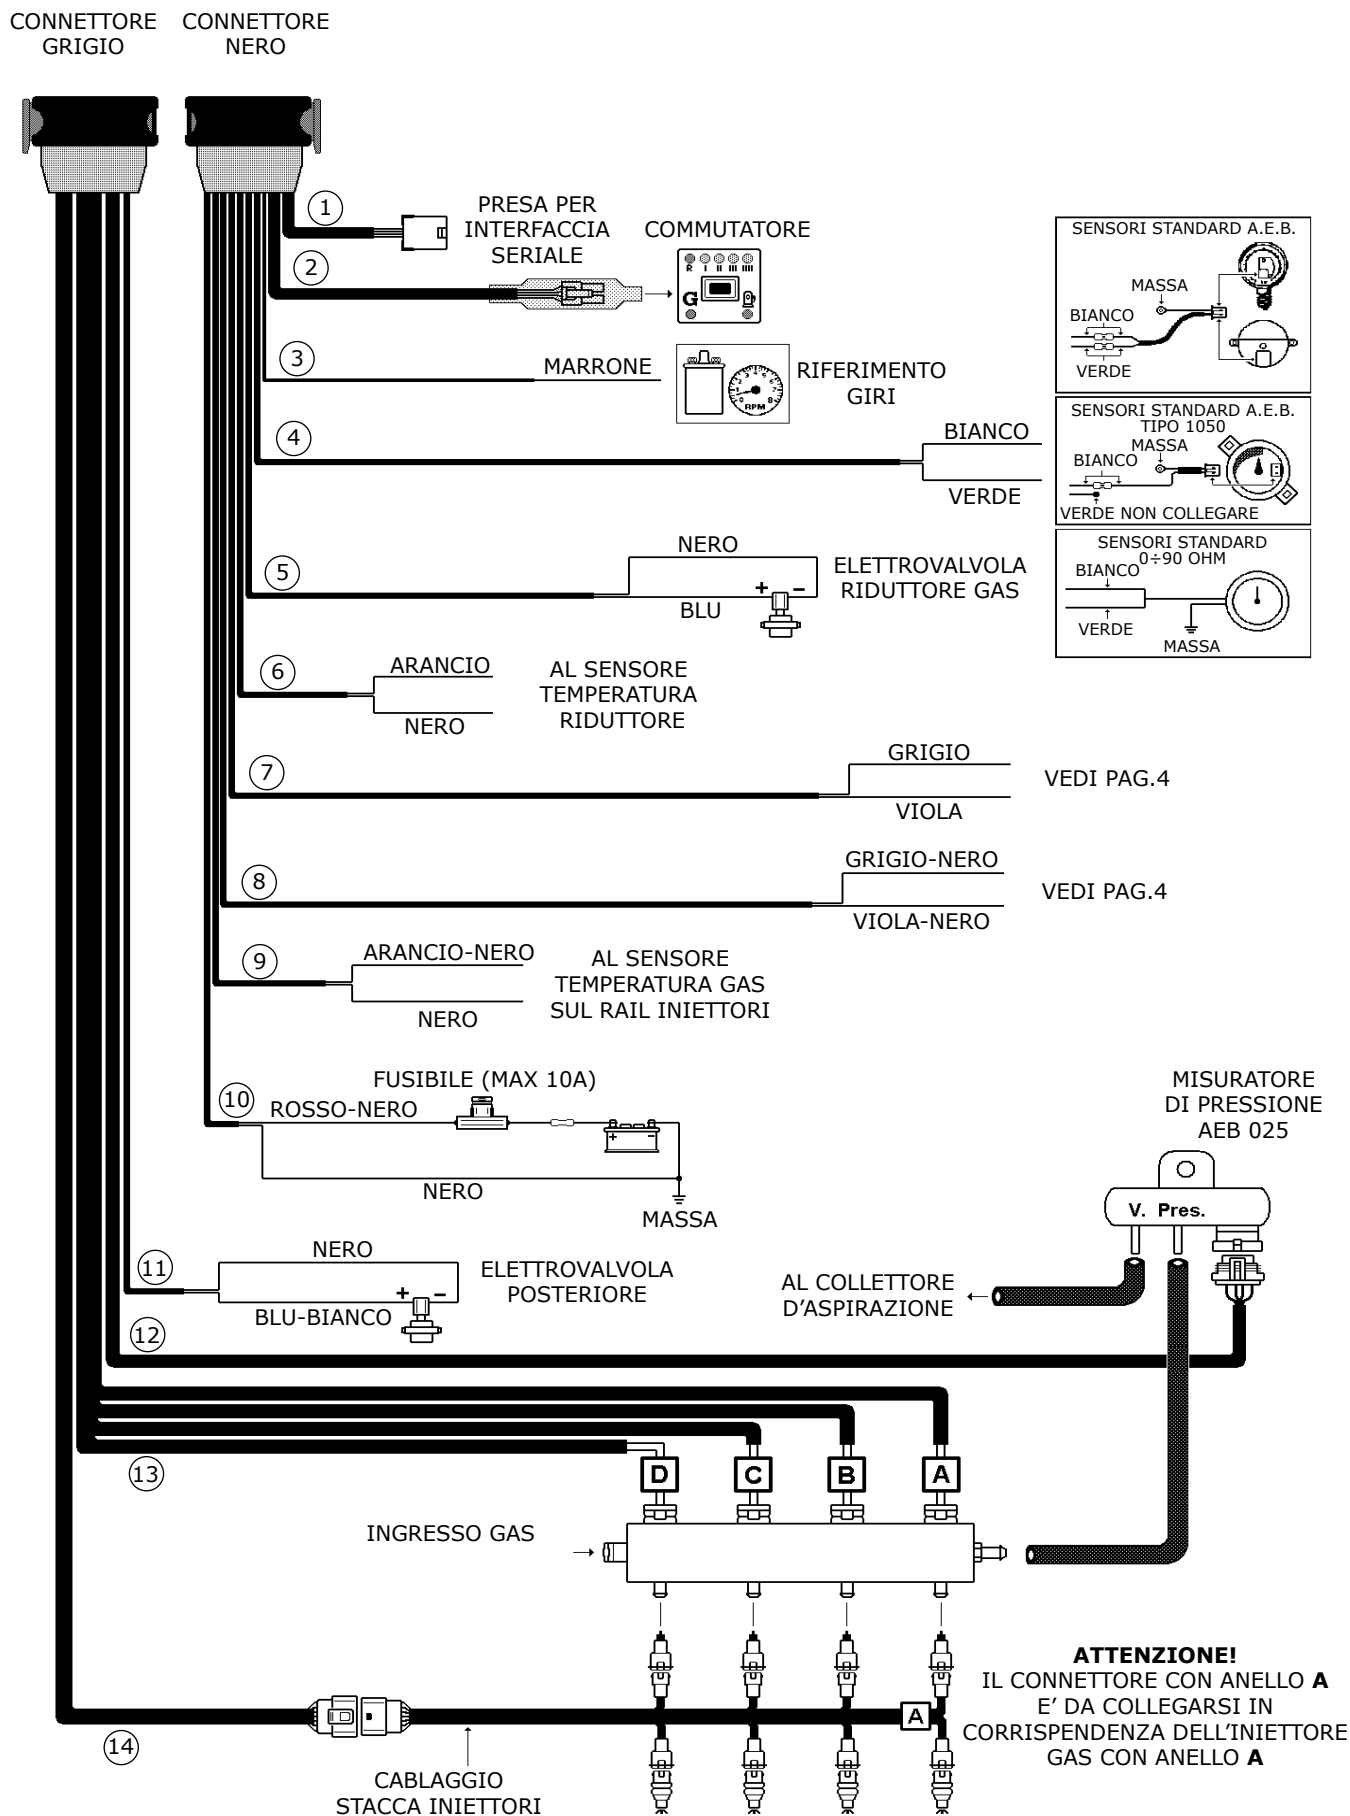 CONNETTORE
GRIGIO
CONNETTORE
NERO
1
PRESA PER
INTERFACCIA
SERIALE
COMMUTATORE
R I II III IIII
G
2
SENSORI STANDARD A.E.B.
MASSA
BIANCO
VERDE
3
MARRONE
RPM
RIFERIMENTO
GIRI
4
BIANCO
VERDE
SENSORI STANDARD A.E.B.
TIPO 1050
MASSA
BIANCO
VERDE NON COLLEGARE
5
NERO
BLU
+ −
ELETTROVALVOLA
RIDUTTORE GAS
SENSORI STANDARD
0÷90 OHM
BIANCO
VERDE
MASSA
6
ARANCIO
NERO
AL SENSORE
TEMPERATURA
RIDUTTORE
7
GRIGIO
VIOLA
VEDI PAG.4
8
GRIGIO-NERO
VIOLA-NERO
VEDI PAG.4
9
ARANCIO-NERO
NERO
AL SENSORE
TEMPERATURA GAS
SUL RAIL INIETTORI
10
FUSIBILE (MAX 10A)
ROSSO-NERO
+ −
NERO
MASSA
MISURATORE
DI PRESSIONE
AEB 025
V. Pres.
11
NERO
BLU-BIANCO
+ −
ELETTROVALVOLA
POSTERIORE
AL COLLETTORE
D’ASPIRAZIONE
12
13
D C B A
INGRESSO GAS
14
A
CABLAGGIO
STACCA INIETTORI
ATTENZIONE!
IL CONNETTORE CON ANELLO A
E’ DA COLLEGARSI IN
CORRISPENDENZA DELL’INIETTORE
GAS CON ANELLO A